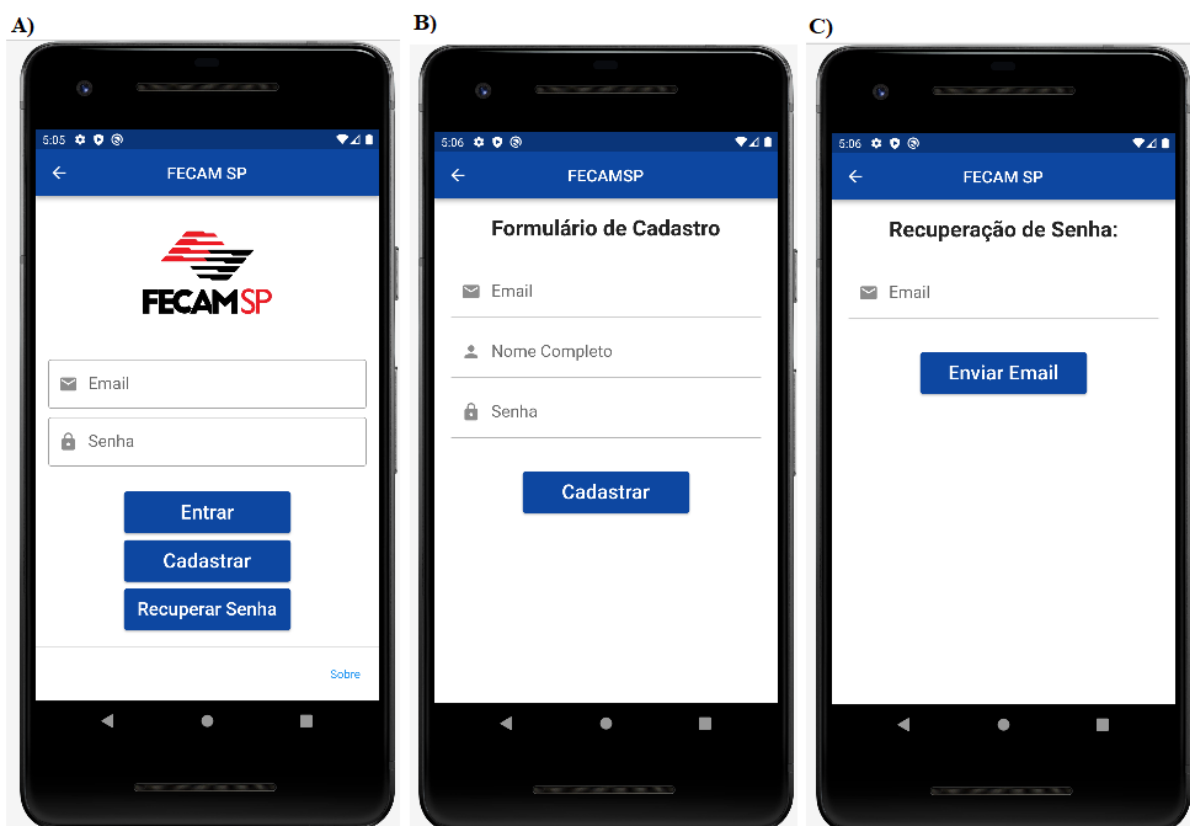 A)
5:05
FECAM SP
FECAMSP
Email
Senha
Entrar
Cadastrar
Recuperar Senha
Sobre
B)
5:06
FECAMSP
Formulário de Cadastro
Email
Nome Completo
Senha
Cadastrar
C)
5:06
FECAM SP
Recuperação de Senha:
Email
Enviar Email